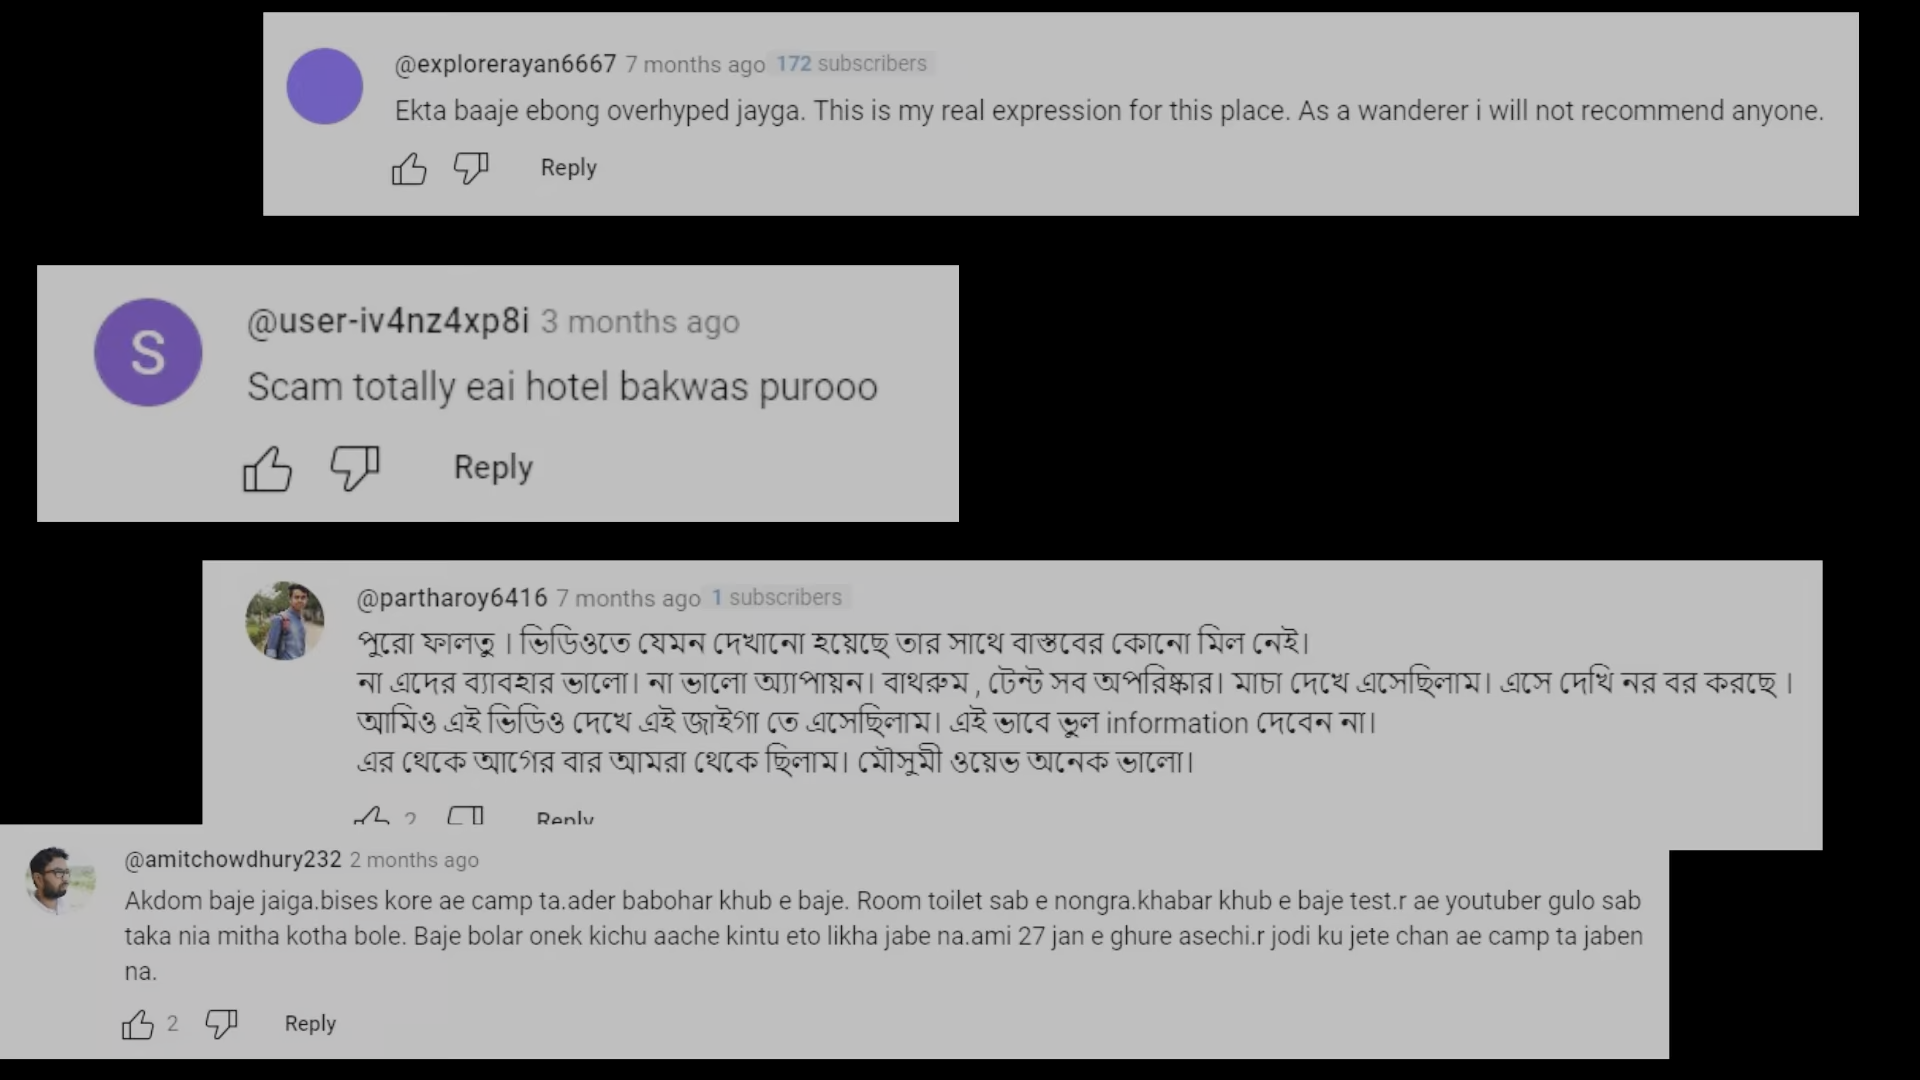 @explorerayan6667 7 months ago 172 subscribers
Ekta baaje ebong overhyped jayga. This is my real expression for this place. As a wanderer i will not recommend anyone.
Reply
S
@user-iv4nz4xp8i 3 months ago
Scam totally eai hotel bakwas purooo
Reply
@partharoy6416 7 months ago 1 subscribers
পুরো ফালতু । ভিডিওতে যেমন দেখানো হয়েছে তার সাথে বাস্তবের কোনো মিল নেই।
না এদের ব্যাবহার ভালো। না ভালো অ্যাপায়ন। বাথরুম , টেন্ট সব অপরিষ্কার। মাচা দেখে এসেছিলাম। এসে দেখি নর বর করছে ।
আমিও এই ভিডিও দেখে এই জাইগা তে এসেছিলাম। এই ভাবে ভুল information দেবেন না।
এর থেকে আগের বার আমরা থেকে ছিলাম। মৌসুমী ওয়েভ অনেক ভালো।
2 Reply
@amitchowdhury232 2 months ago
Akdom baje jaiga.bises kore ae camp ta.ader babohar khub e baje. Room toilet sab e nongra.khabar khub e baje test.r ae youtuber gulo sab
taka nia mitha kotha bole. Baje bolar onek kichu aache kintu eto likha jabe na.ami 27 jan e ghure asechi.r jodi ku jete chan ae camp ta jaben
na.
2 Reply